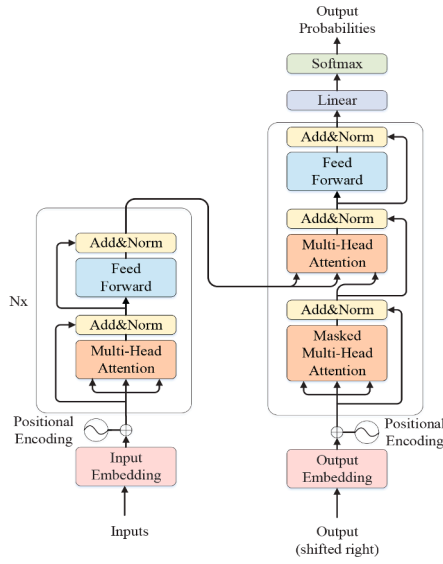 Output
Probabilities
Softmax
Linear
Add&Norm
Feed
Forward
Add&Norm
Multi-Head
Attention
Add&Norm
Masked
Multi-Head
Attention
Positional
Encoding
Output
Embedding
Output
(shifted right)
Nx
Add&Norm
Feed
Forward
Add&Norm
Multi-Head
Attention
Positional
Encoding
Input
Embedding
Inputs